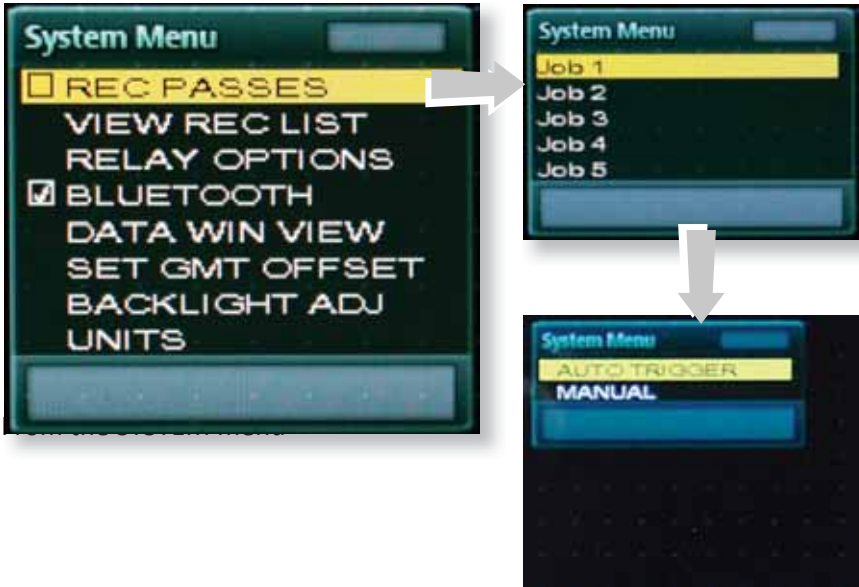 System Menu
REC PASSES
VIEW REC LIST
RELAY OPTIONS
BLUETOOTH
DATA WIN VIEW
SET GMT OFFSET
BACKLIGHT ADJ
UNITS
System Menu
Job 1
Job 2
Job 3
Job 4
Job 5
System Menu
AUTO TRIGGER
MANUAL